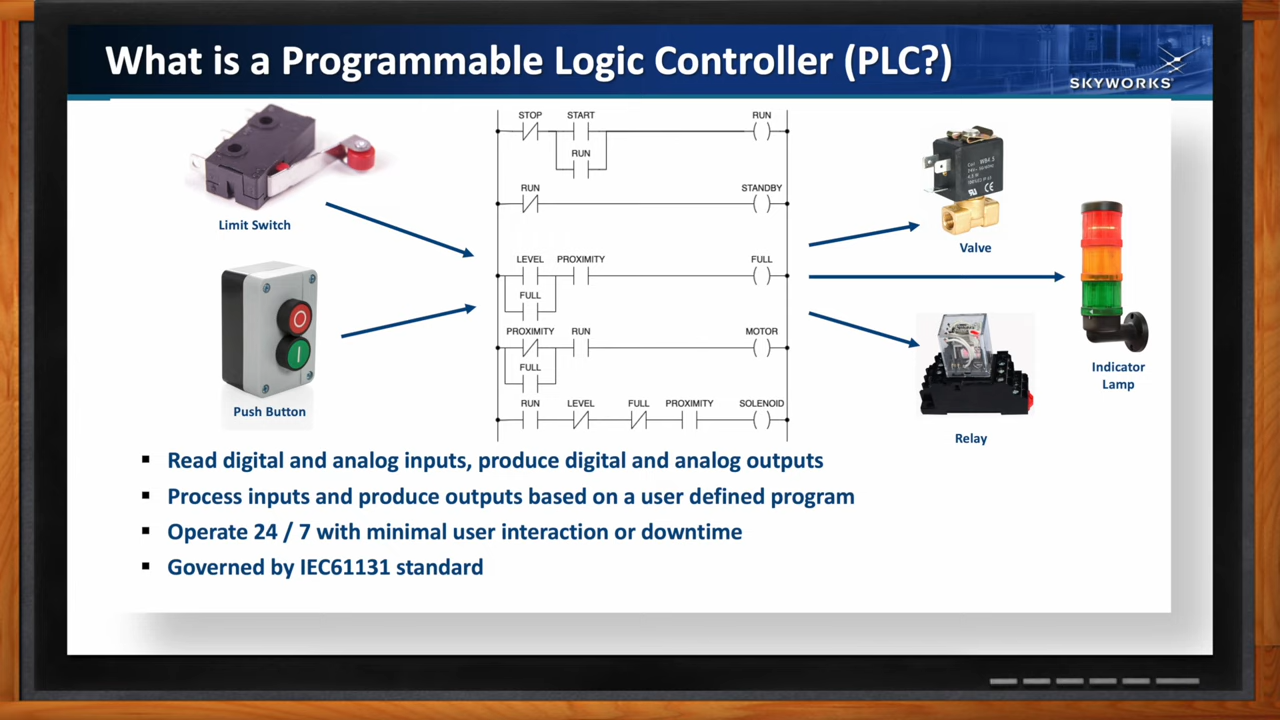 What is a Programmable Logic Controller (PLC?)
SKYWORKS
Limit Switch
Push Button
STOP START RUN
RUN
RUN STANDBY
LEVEL PROXIMITY FULL
FULL
PROXIMITY RUN MOTOR
FULL
RUN LEVEL FULL PROXIMITY SOLENOID
Valve
Indicator
Lamp
Relay
▪ Read digital and analog inputs, produce digital and analog outputs
▪ Process inputs and produce outputs based on a user defined program
▪ Operate 24 / 7 with minimal user interaction or downtime
▪ Governed by IEC61131 standard